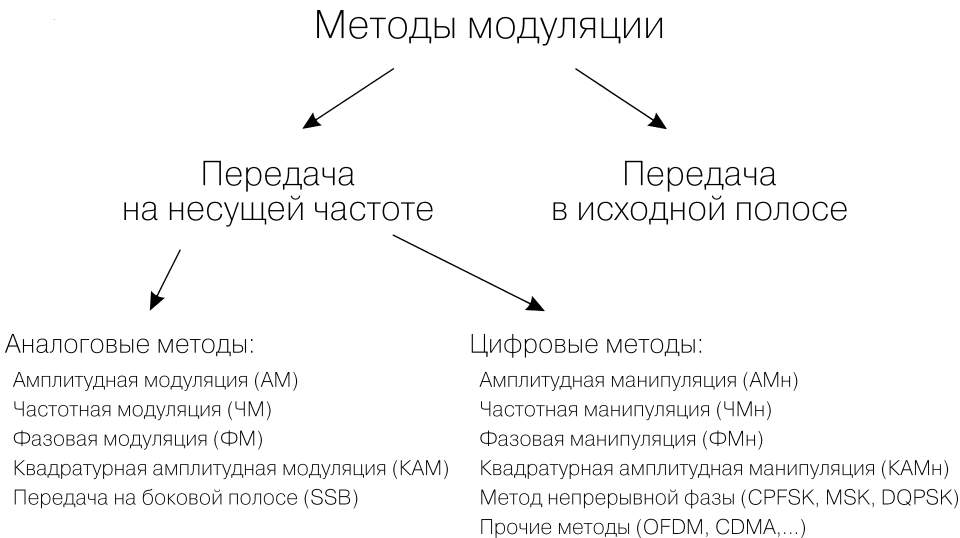 Методы модуляции
Передача
на несущей частоте
Передача
в исходной полосе
Аналоговые методы:
Амплитудная модуляция (АМ)
Частотная модуляция (ЧМ)
Фазовая модуляция (ФМ)
Квадратурная амплитудная модуляция (КАМ)
Передача на боковой полосе (SSB)
Цифровые методы:
Амплитудная манипуляция (АМн)
Частотная манипуляция (ЧМн)
Фазовая манипуляция (ФМн)
Квадратурная амплитудная манипуляция (КАМн)
Метод непрерывной фазы (CPFSK, MSK, DQPSK)
Прочие методы (OFDM, CDMA,...)